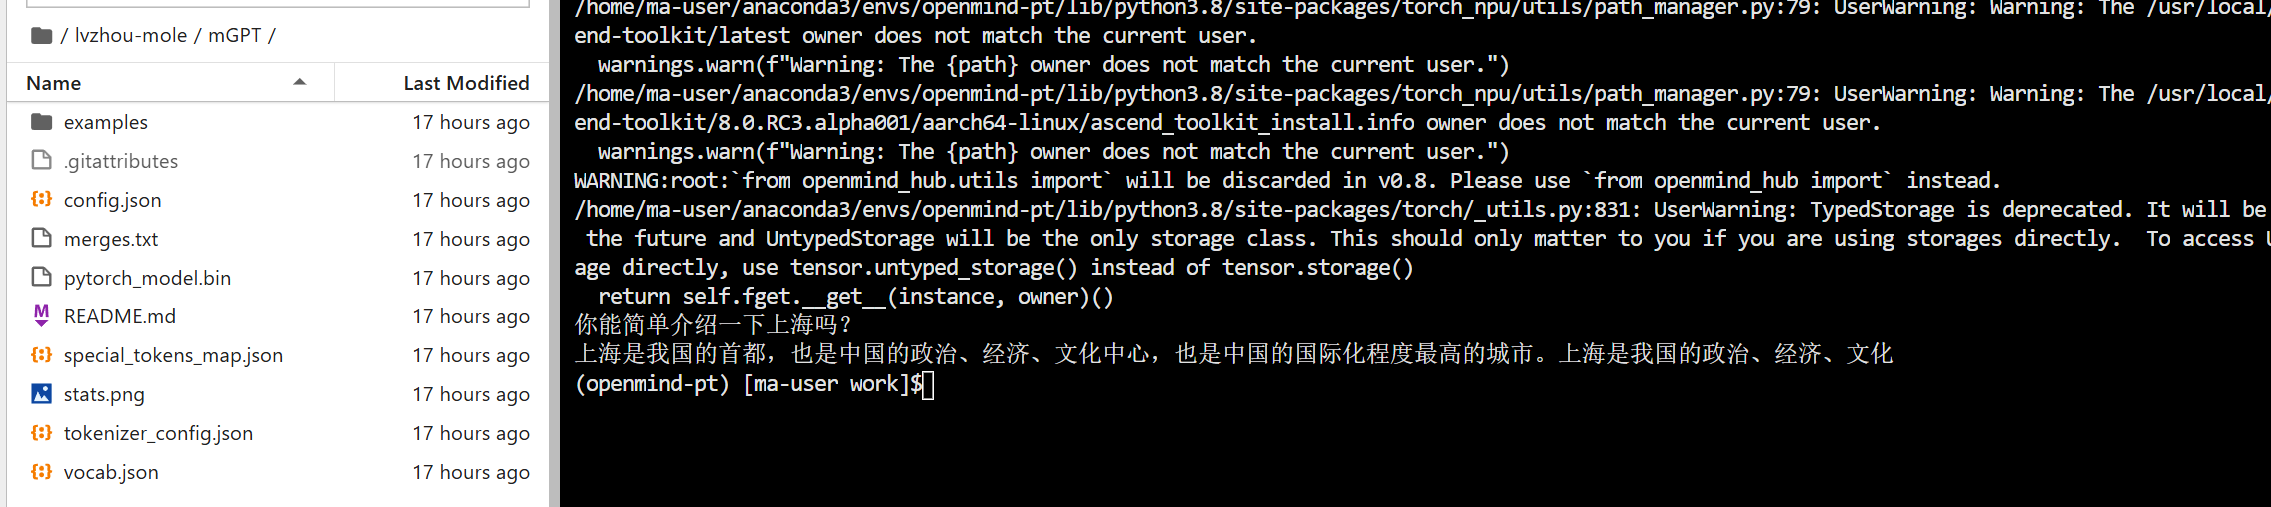 / lvzhou-mole / mGPT /
Name Last Modified
examples 17 hours ago
.gitattributes 17 hours ago
config.json 17 hours ago
merges.txt 17 hours ago
pytorch_model.bin 17 hours ago
README.md 17 hours ago
special_tokens_map.json 17 hours ago
stats.png 17 hours ago
tokenizer_config.json 17 hours ago
vocab.json 17 hours ago
/home/ma-user/anaconda3/envs/openmind-pt/lib/python3.8/site-packages/torch_npu/utils/path_manager.py:79: UserWarning: Warning: The /usr/local/
end-toolkit/latest owner does not match the current user.
warnings.warn(f"Warning: The {path} owner does not match the current user.")
/home/ma-user/anaconda3/envs/openmind-pt/lib/python3.8/site-packages/torch_npu/utils/path_manager.py:79: UserWarning: Warning: The /usr/local/
end-toolkit/8.0.RC3.alpha001/aarch64-linux/ascend_toolkit_install.info owner does not match the current user.
warnings.warn(f"Warning: The {path} owner does not match the current user.")
WARNING:root:`from openmind_hub.utils import` will be discarded in v0.8. Please use `from openmind_hub import` instead.
/home/ma-user/anaconda3/envs/openmind-pt/lib/python3.8/site-packages/torch/_utils.py:831: UserWarning: TypedStorage is deprecated. It will be
the future and UntypedStorage will be the only storage class. This should only matter to you if you are using storages directly.  To access
age directly, use tensor.untyped_storage() instead of tensor.storage()
return self.fget.__get__(instance, owner)()
你能简单介绍一下上海吗？
上海是我国的首都，也是中国的政治、经济、文化中心，也是中国的国际化程度最高的城市。上海是我国的政治、经济、文化
(openmind-pt) [ma-user work]$